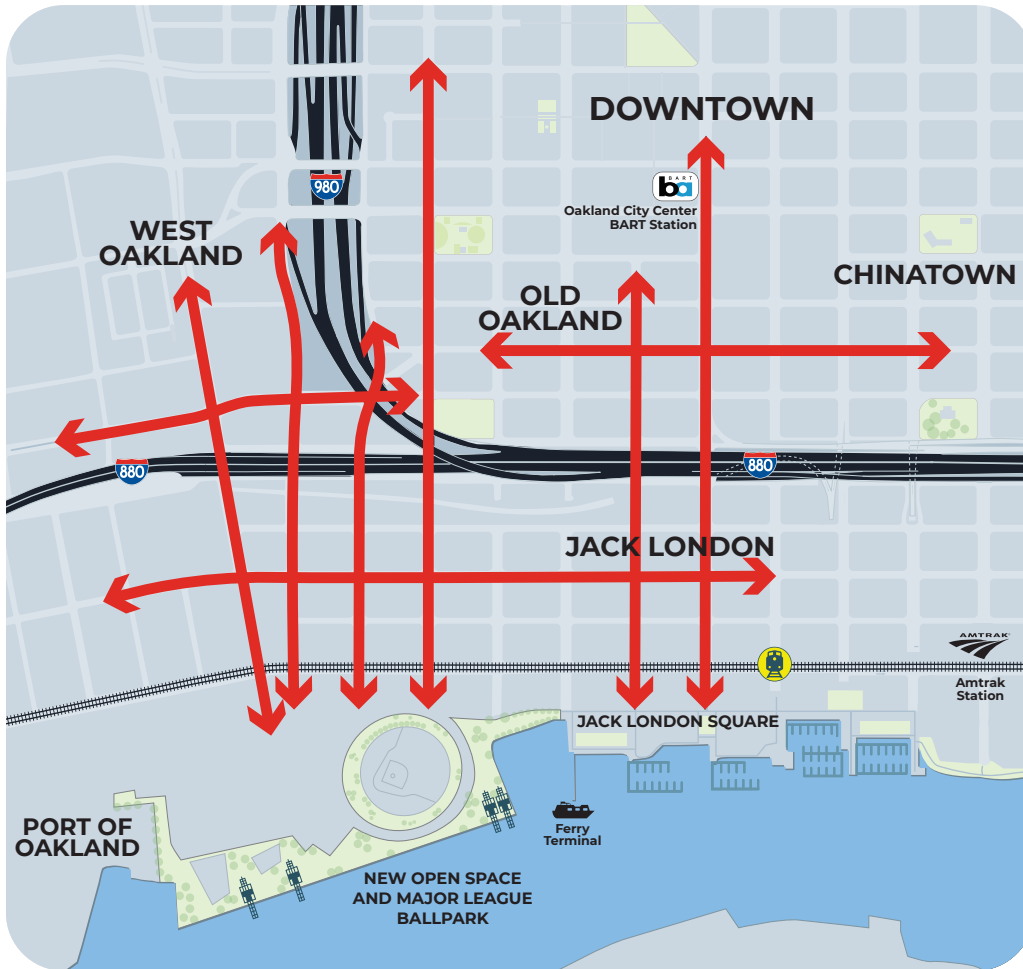 DOWNTOWN
980
BART
ba
Oakland City Center
BART Station
WEST
OAKLAND
CHINATOWN
OLD
OAKLAND
880
880
JACK LONDON
AMTRAK
Amtrak
Station
JACK LONDON SQUARE
PORT OF
OAKLAND
Ferry
Terminal
NEW OPEN SPACE
AND MAJOR LEAGUE
BALLPARK